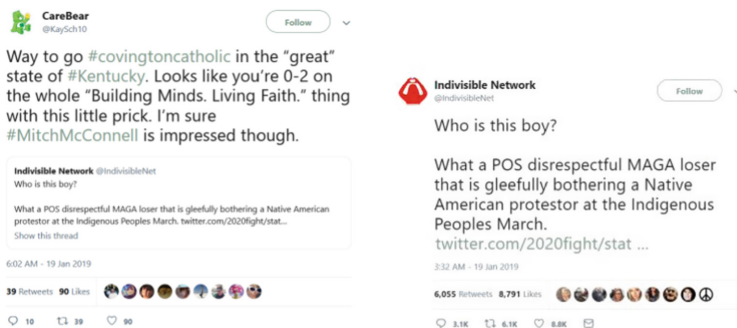 CareBear
@KaySch10
Follow
Way to go #covingtoncatholic in the “great”
state of #Kentucky. Looks like you’re 0-2 on
the whole “Building Minds. Living Faith.” thing
with this little prick. I’m sure
#MitchMcConnell is impressed though.
Indivisible Network @IndivisibleNet
Who is this boy?
What a POS disrespectful MAGA loser that is gleefully bothering a Native American
protestor at the Indigenous Peoples March. twitter.com/2020fight/stat...
Show this thread
6:02 AM - 19 Jan 2019
39 Retweets 90 Likes
10 39 90
Indivisible Network
@IndivisibleNet
Follow
Who is this boy?
What a POS disrespectful MAGA loser
that is gleefully bothering a Native
American protestor at the Indigenous
Peoples March.
twitter.com/2020fight/stat ...
3:32 AM - 19 Jan 2019
6,055 Retweets 8,791 Likes
3.1K 6.1K 8.8K